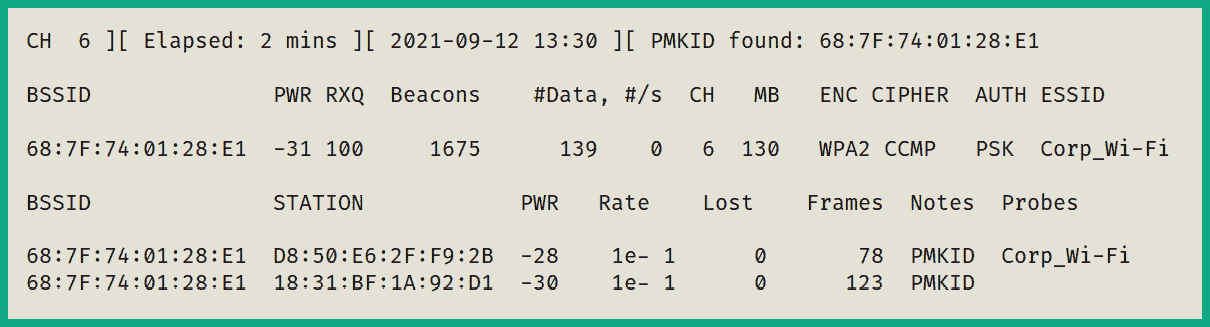 CH  6 ][ Elapsed: 2 mins ][ 2021-09-12 13:30 ][ PMKID found: 68:7F:74:01:28:E1
BSSID              PWR RXQ  Beacons    #Data, #/s  CH   MB   ENC CIPHER  AUTH ESSID
68:7F:74:01:28:E1  -31 100     1675      139    0   6  130   WPA2 CCMP   PSK  Corp_Wi-Fi
BSSID              STATION            PWR   Rate    Lost    Frames  Notes  Probes
68:7F:74:01:28:E1  D8:50:E6:2F:F9:2B  -28    1e- 1      0       78  PMKID  Corp_Wi-Fi
68:7F:74:01:28:E1  18:31:BF:1A:92:D1  -30    1e- 1      0      123  PMKID